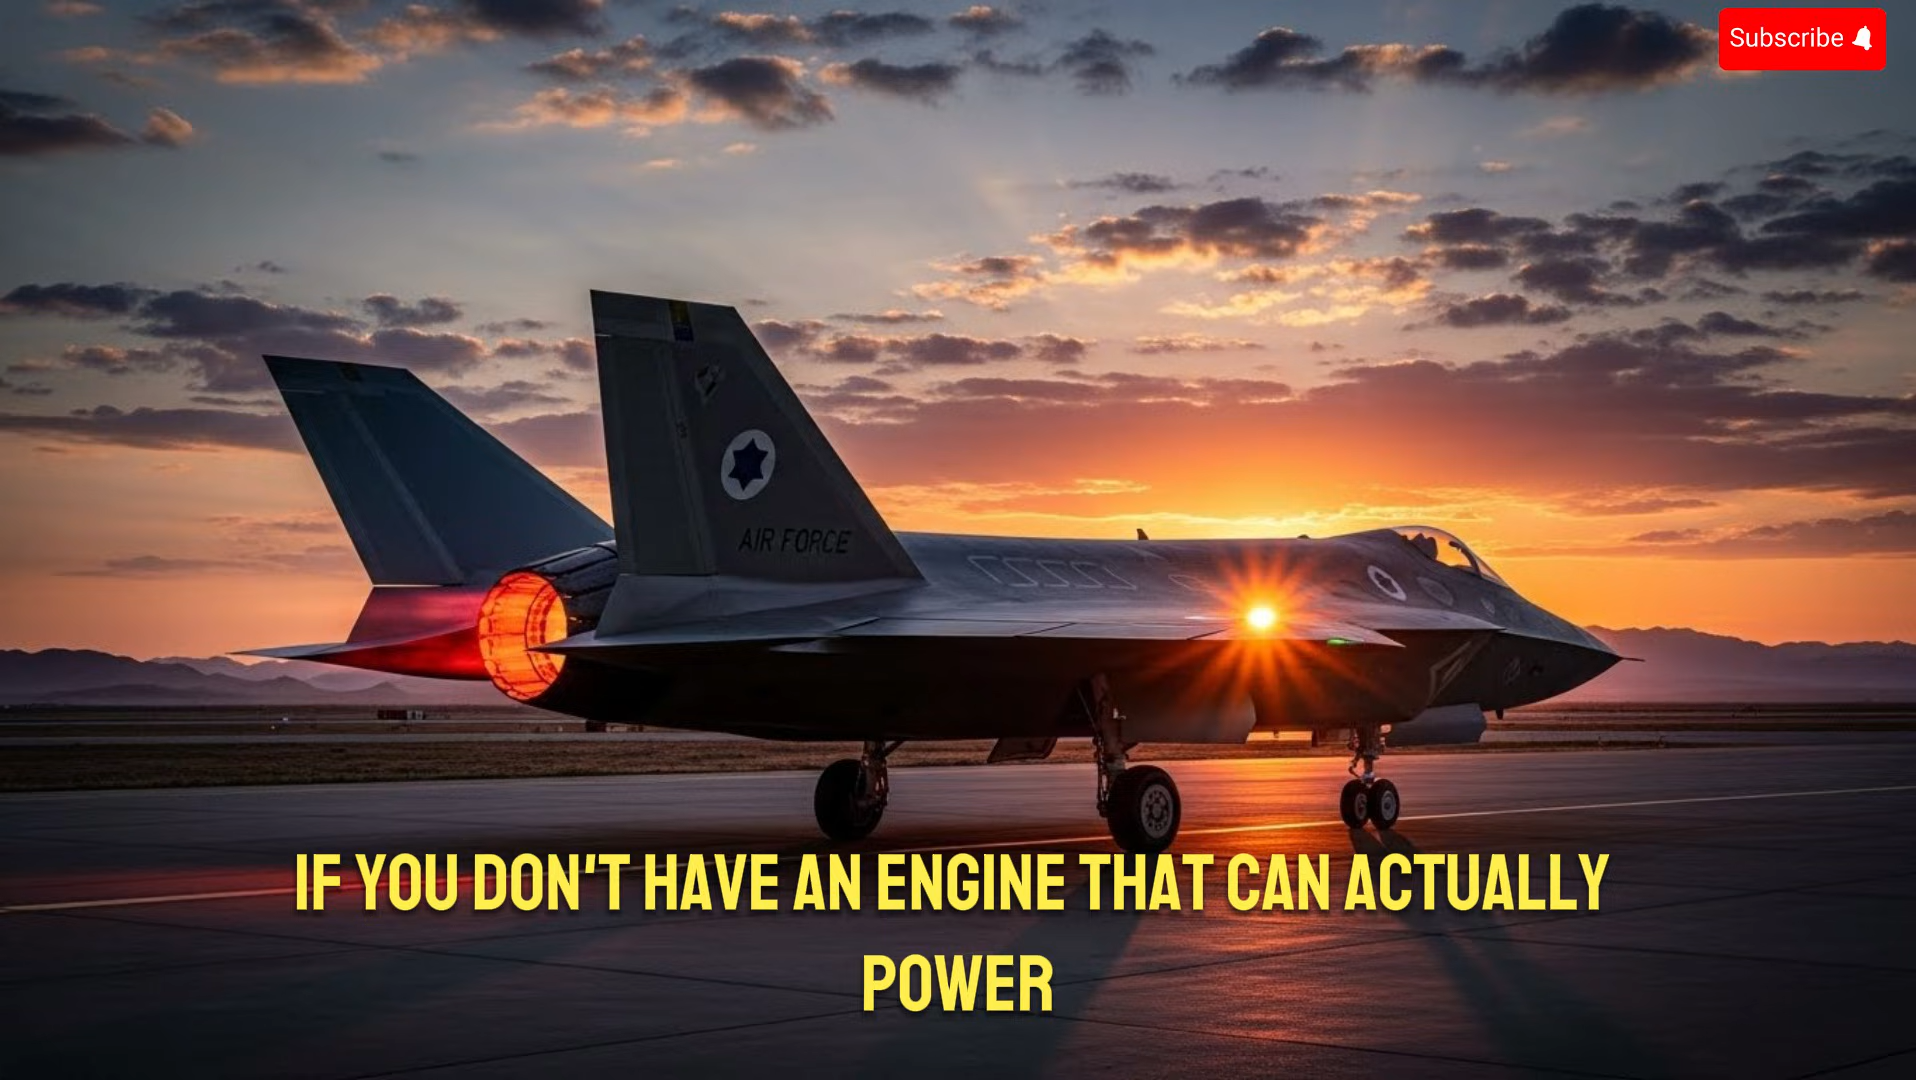 Subscribe
AIR FORCE
IF YOU DON'T HAVE AN ENGINE THAT CAN ACTUALLY
POWER